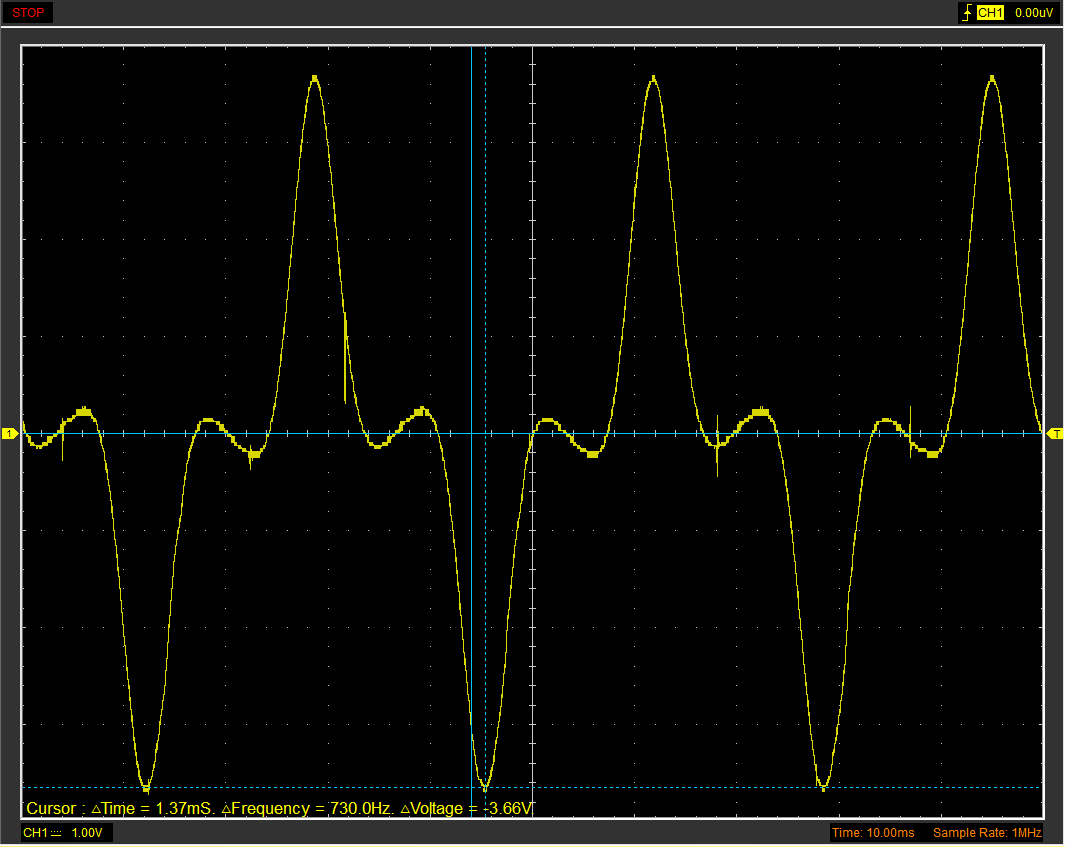 STOP
CH1 0.00uV
1
T
Cursor : △Time = 1.37mS. △Frequency = 730.0Hz. △Voltage = -3.66V
CH1 1.00V
Time: 10.00ms Sample Rate: 1MHz